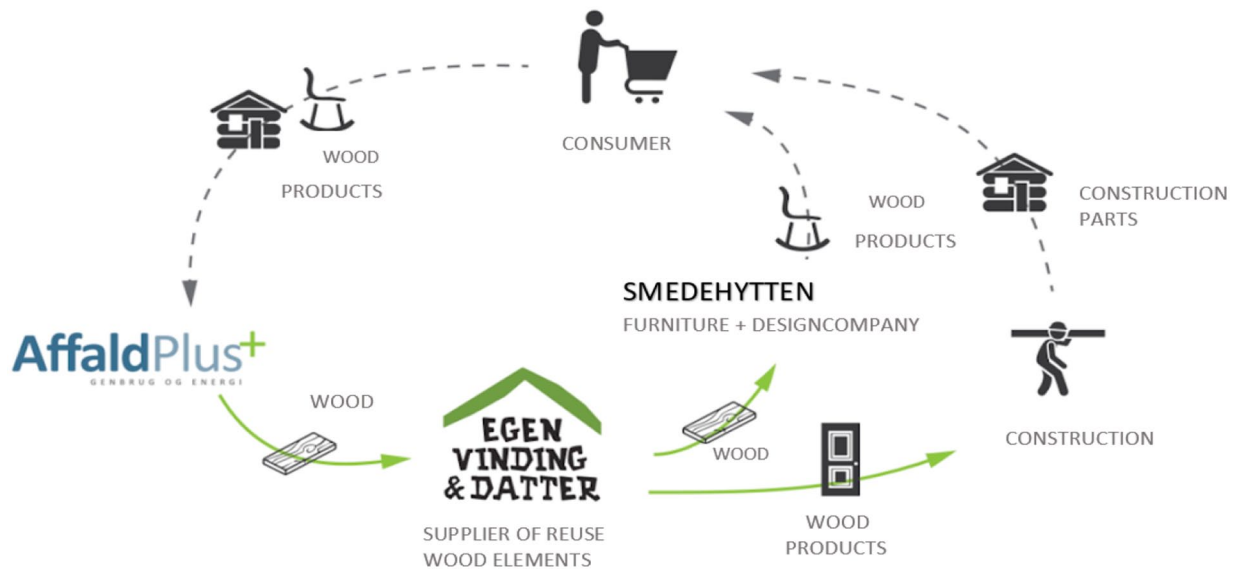 CONSUMER
WOOD
PRODUCTS
WOOD
PRODUCTS
CONSTRUCTION
PARTS
SMEDEHYTTEN
FURNITURE + DESIGNCOMPANY
AffaldPlus+
GENBRUG OG ENERGI
WOOD
EGEN
VINDING
& DATTER
SUPPLIER OF REUSE
WOOD ELEMENTS
WOOD
WOOD
PRODUCTS
CONSTRUCTION